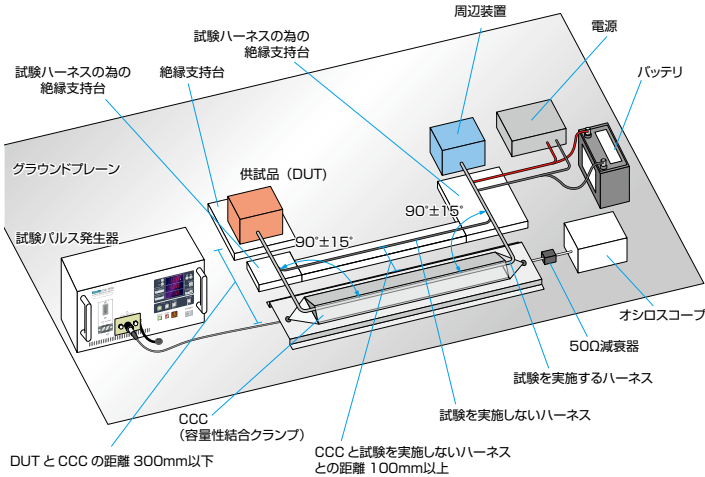 周辺装置
試験ハーネスの為の
絶縁支持台
電源
試験ハーネスの為の
絶縁支持台
絶縁支持台
バッテリ
グラウンドプレーン
供試品（DUT）
90°±15°
90°±15°
試験パルス発生器
オシロスコープ
50Ω減衰器
試験を実施するハーネス
試験を実施しないハーネス
CCC
（容量性結合クランプ）
CCC と試験を実施しないハーネス
との距離 100mm以上
DUT と CCC の距離 300mm以下